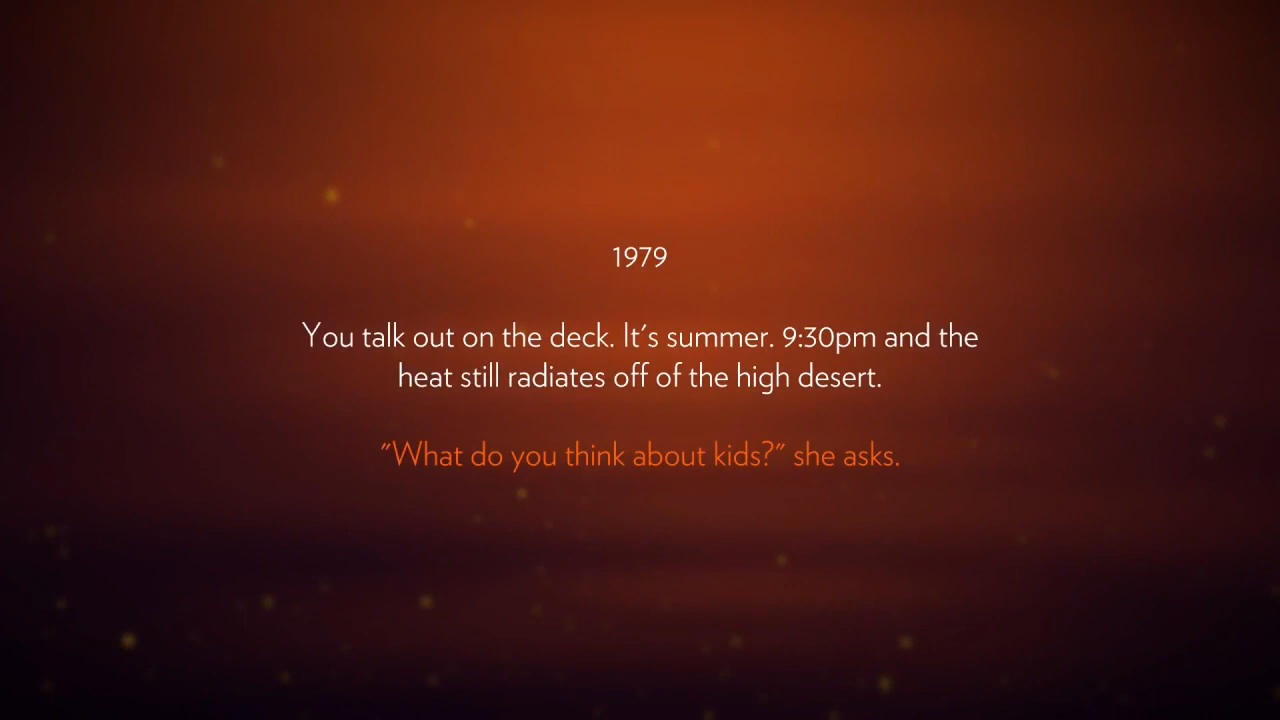 1979
You talk out on the deck. It's summer. 9:30pm and the
heat still radiates off of the high desert.
"What do you think about kids?" she asks.